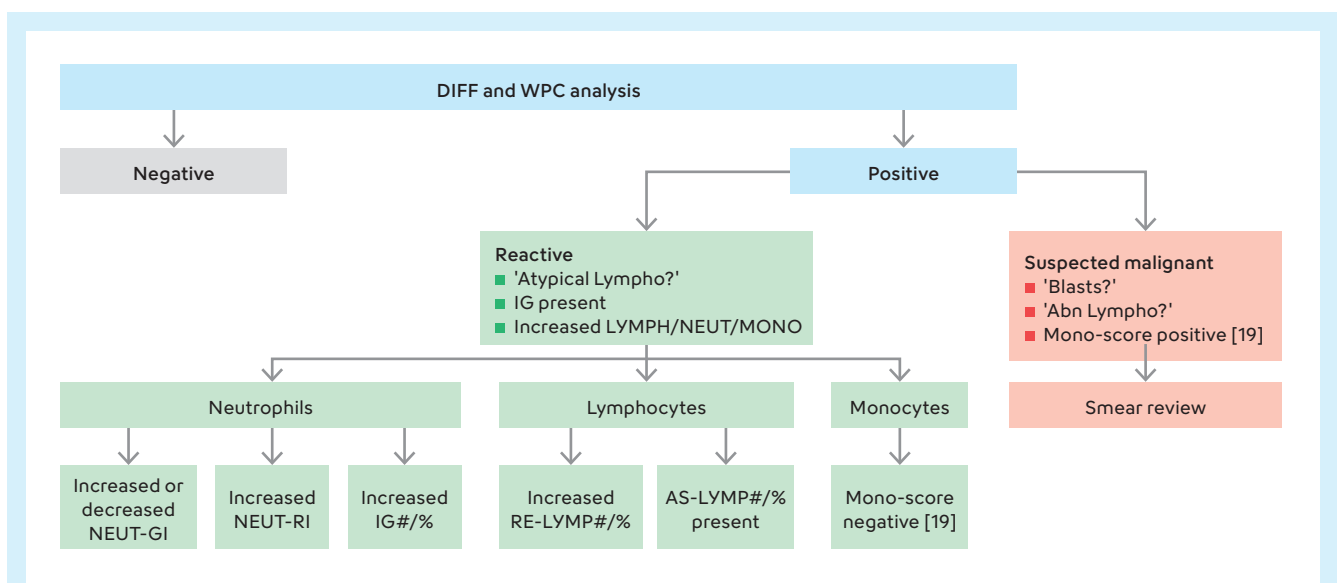 DIFF and WPC analysis
Negative
Positive
Reactive
'Atypical Lympho?'
IG present
Increased LYMPH/NEUT/MONO
Suspected malignant
'Blasts?'
'Abn Lympho?'
Mono-score positive [19]
Neutrophils
Lymphocytes
Monocytes
Smear review
Increased or
decreased
NEUT-GI
Increased
NEUT-RI
Increased
IG#/%
Increased
RE-LYMP#/%
AS-LYMP#/%
present
Mono-score
negative [19]